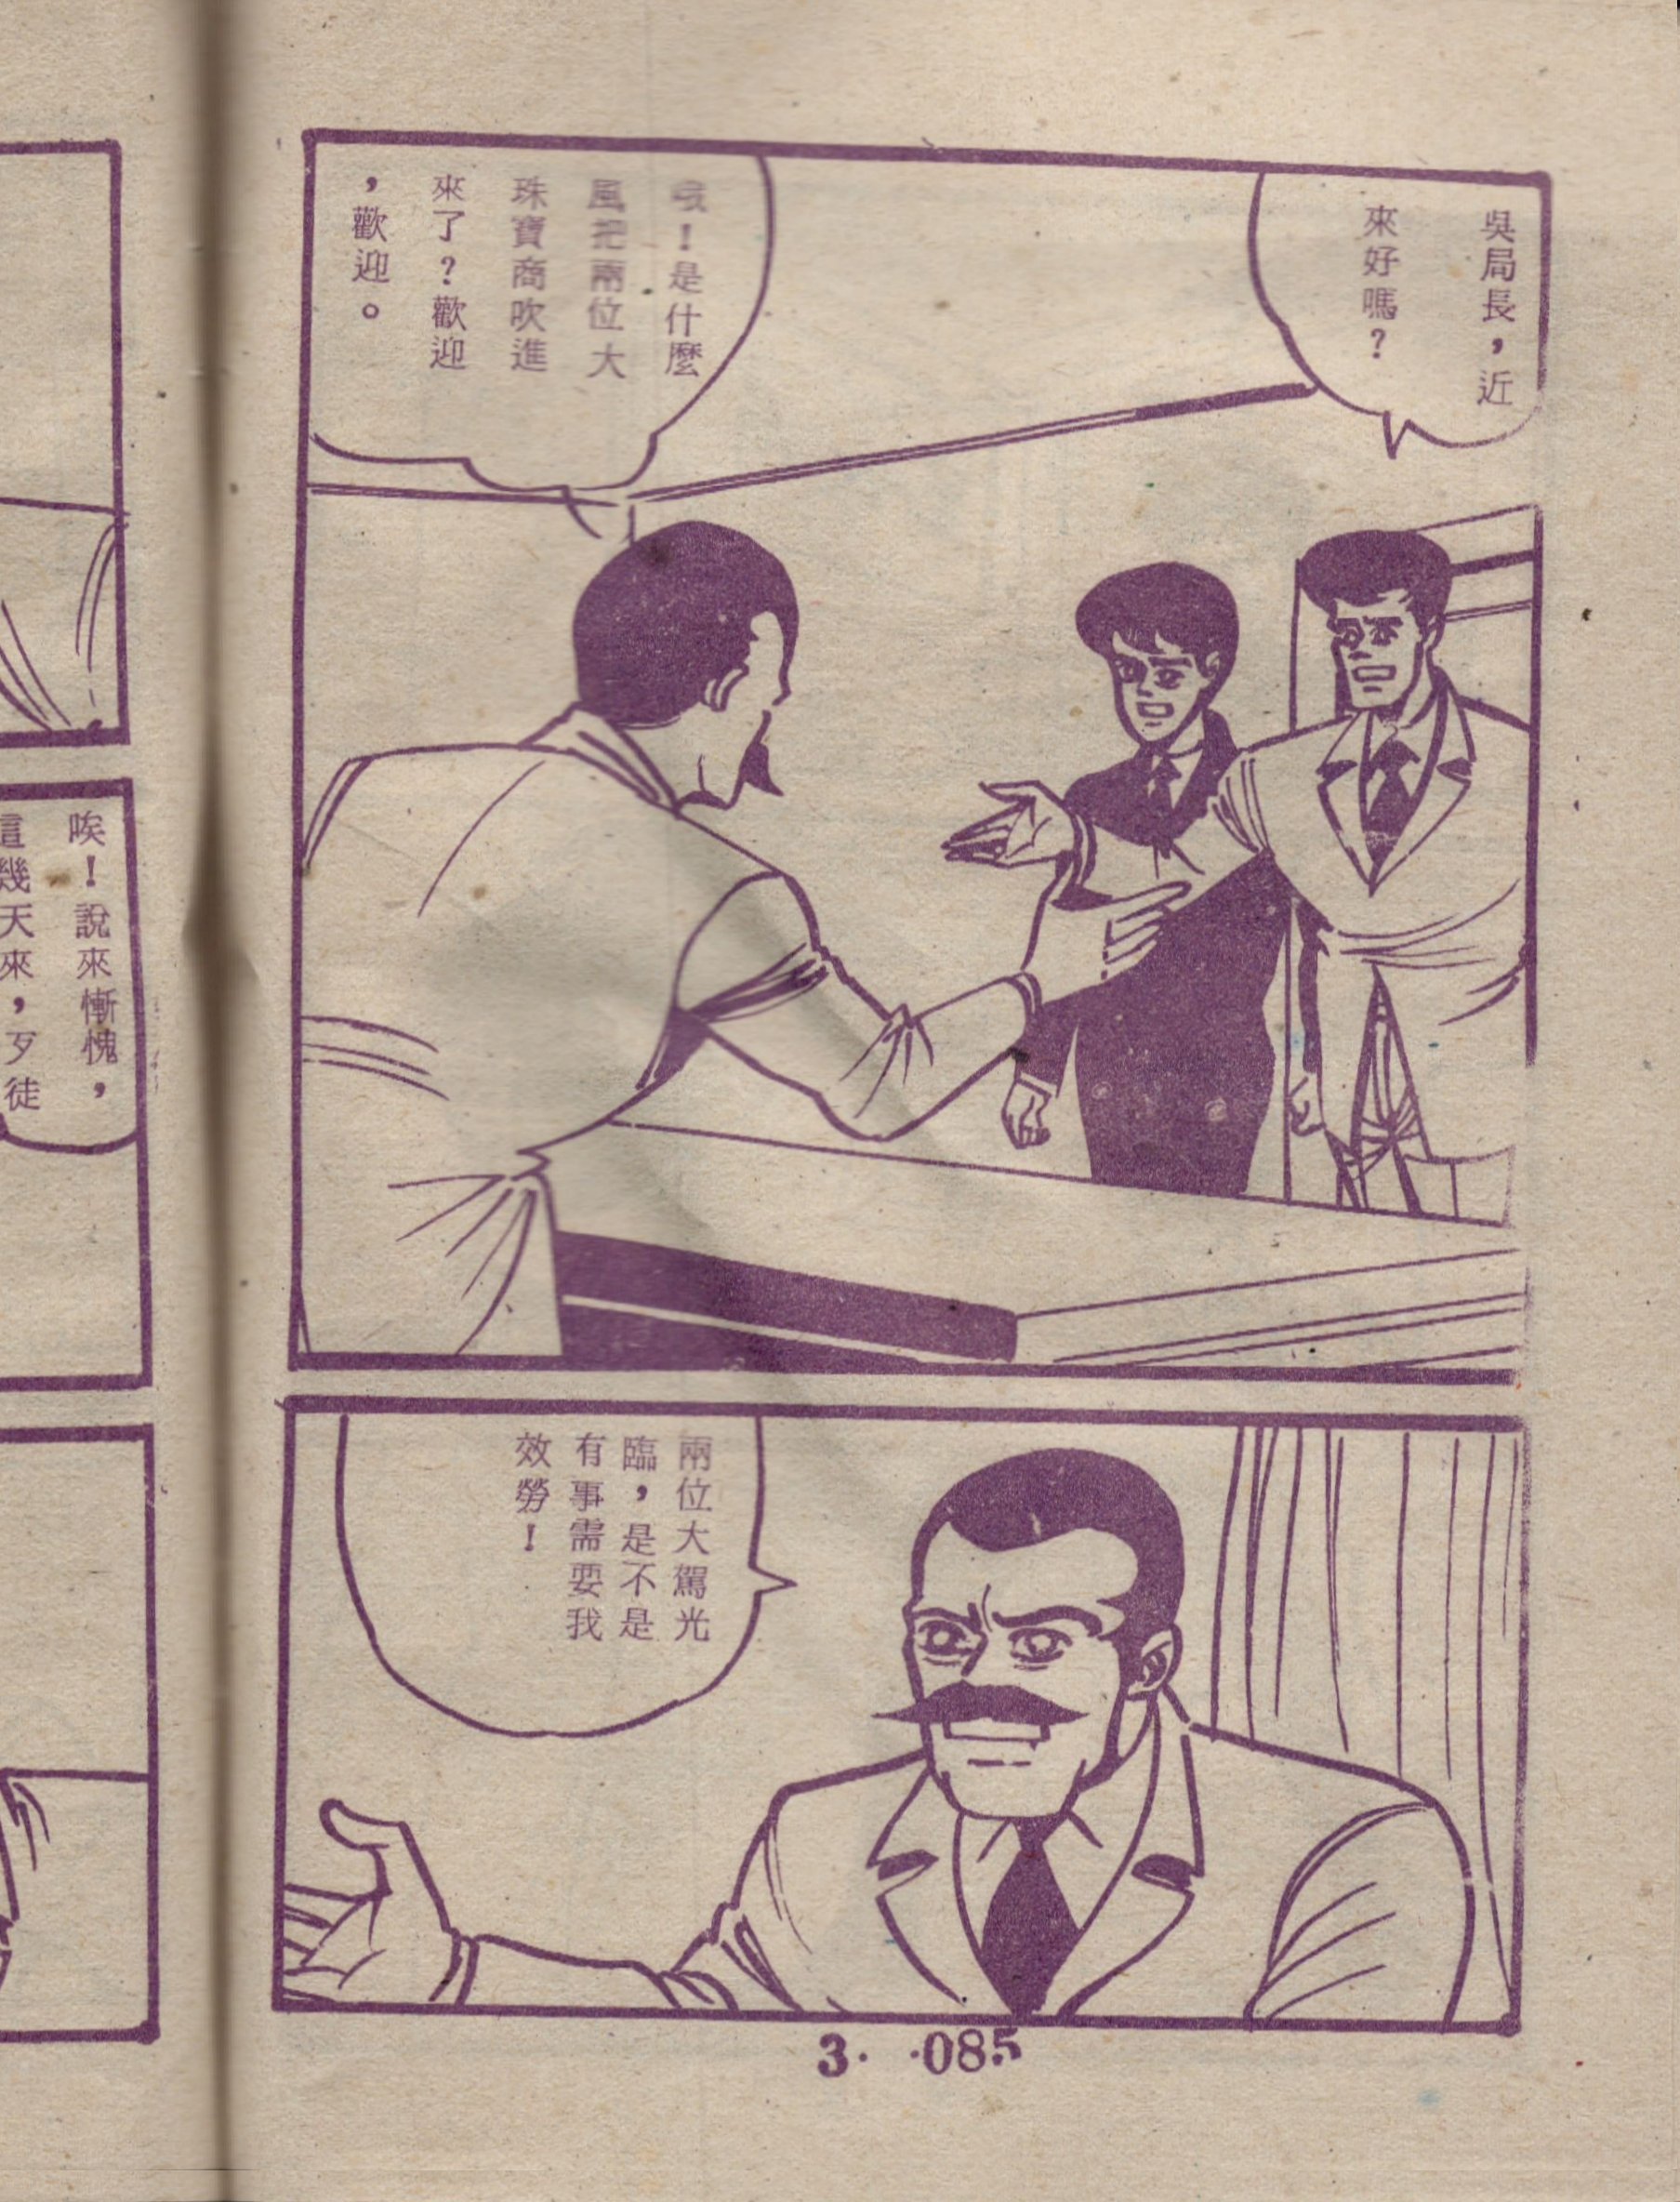 吳局長，近
來好嗎？
哦！是什麼
風把兩位大
珠寶商吹進
來了？歡迎
，歡迎。
兩位大駕光
臨，是不是
有事需要我
效勞！
3. .085
唉！說來慚愧，
這幾天來，歹徒